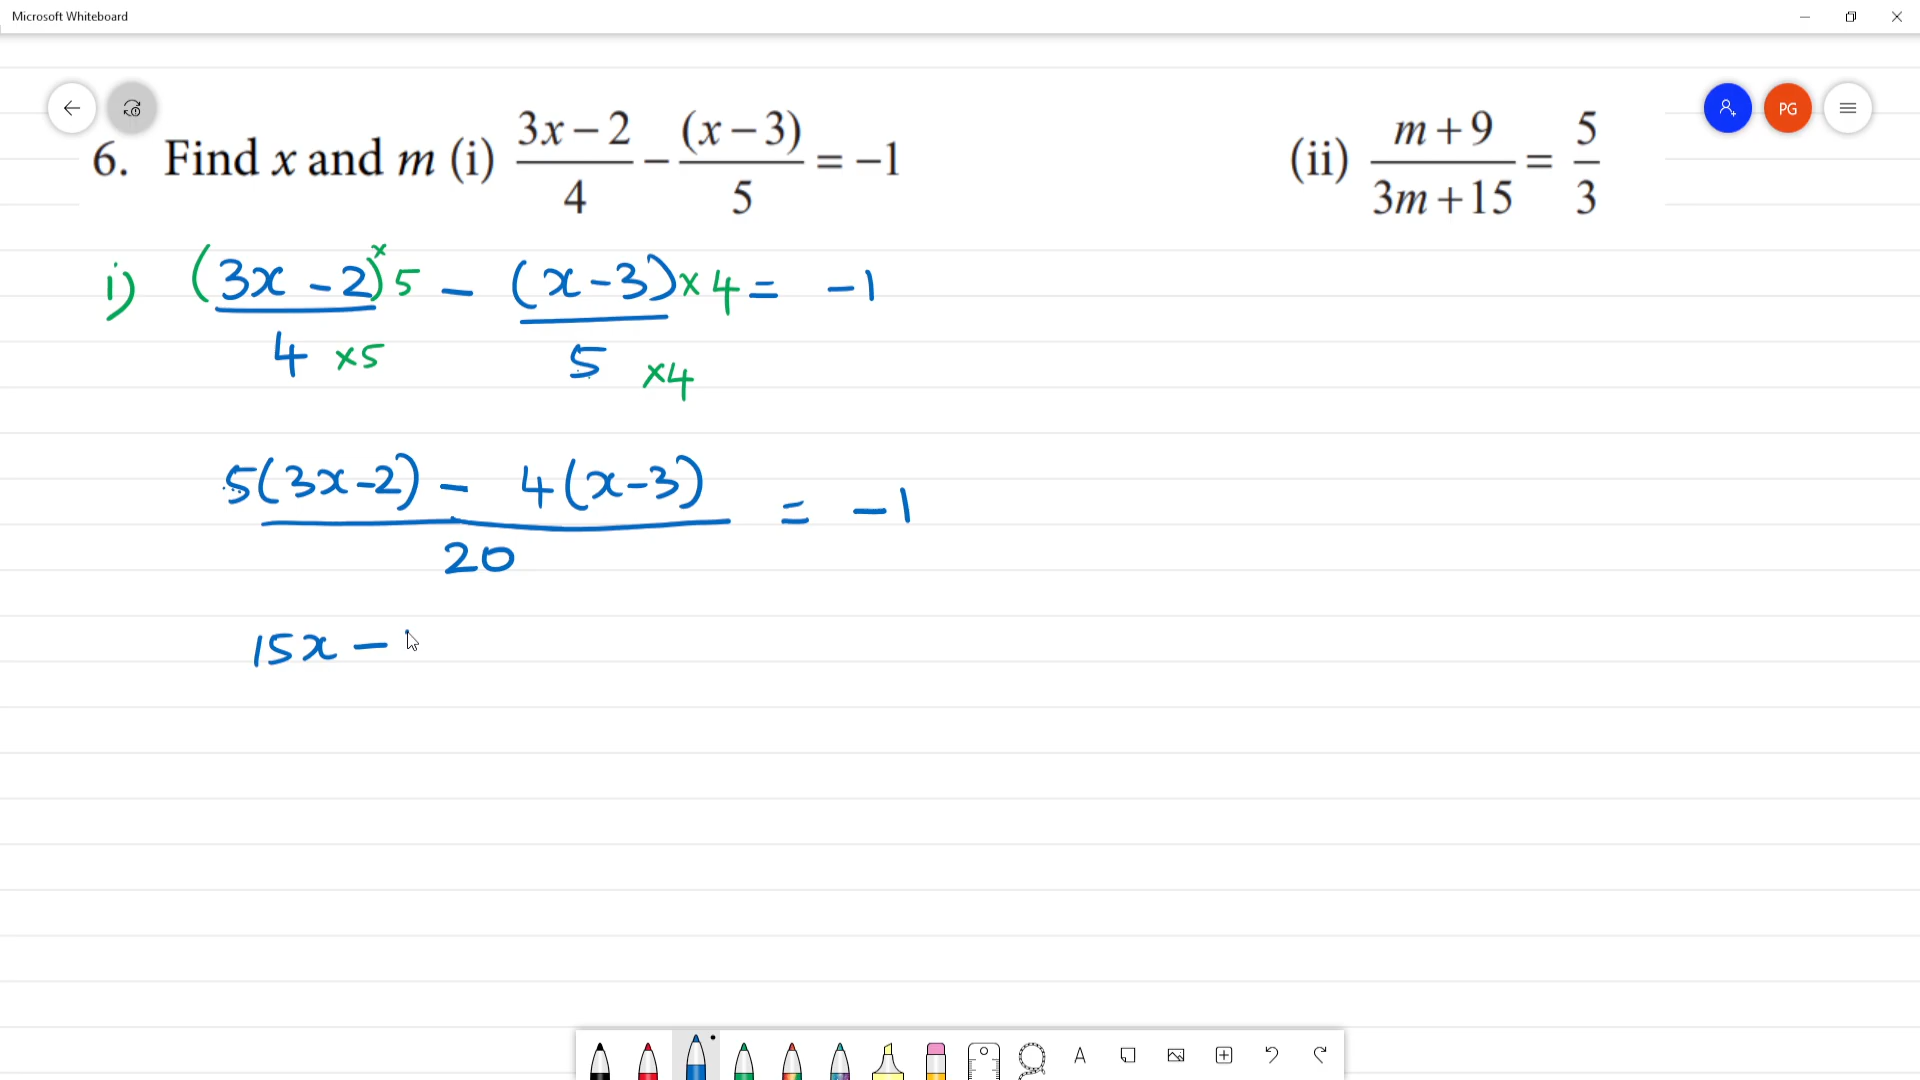 Microsoft Whiteboard
PG
6. Find x and m (i) (3x – 2)/4 – (x – 3)/5 = –1 (ii) (m + 9)/(3m + 15) = 5/3
i) (3x - 2)×5 / 4 ×5 - (x - 3)×4 / 5 ×4 = -1
5(3x-2) - 4(x-3) / 20 = -1
15x -
A